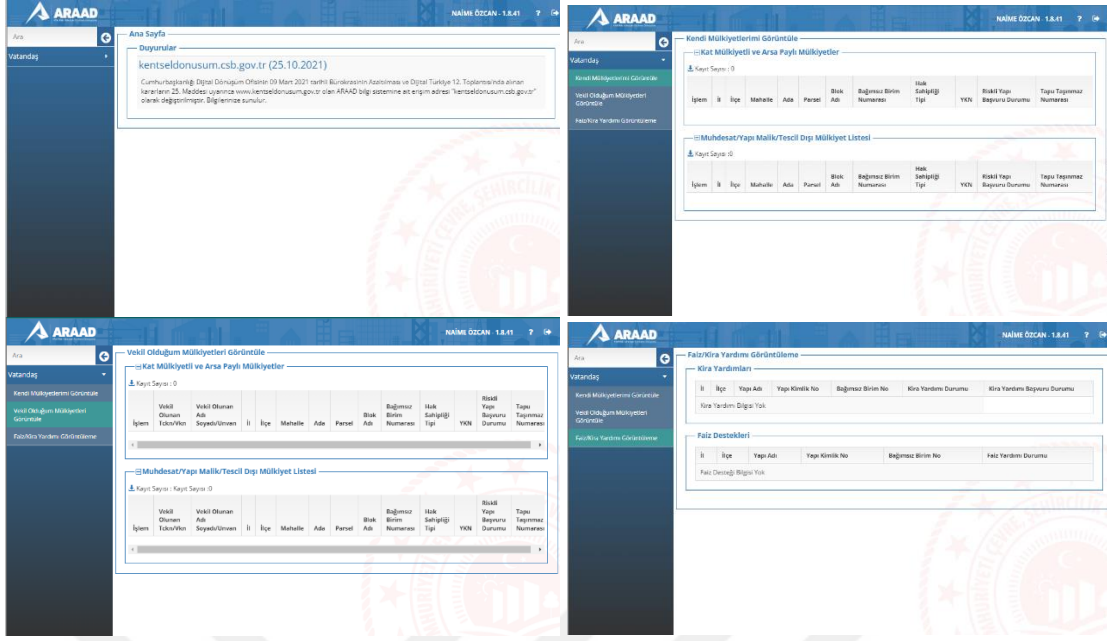 ARAAD
NAİME ÖZCAN - 1.8.41 ?
Ara
Vatandaş
Ana Sayfa
Duyurular
kentseldonusum.csb.gov.tr (25.10.2021)
Cumhurbaşkanlığı Dijital Dönüşüm Ofisinin 09 Mart 2021 tarihli Bürokrasinin Azaltılması ve Dijital Türkiye 12. Toplantısı'nda alınan
kararların 25. Maddesi uyarınca www.kentseldonusum.gov.tr olan ARAAD bilgi sistemine ait erişim adresi "kentseldonusum.csb.gov.tr"
olarak değiştirilmiştir. Bilgilerinize sunulur.
ARAAD
NAİME ÖZCAN 1.8.41 ?
Ara
Vatandaş
Kendi Mülkiyetlerimi Görüntüle
Vekil Olduğum Mülkiyetleri
Görüntüle
Faiz/Kira Yardımı Görüntüleme
Kendi Mülkiyetlerimi Görüntüle
Kat Mülkiyetli ve Arsa Paylı Mülkiyetler
Kayıt Sayısı : 0
İşlem İl İlçe Mahalle Ada Parsel Blok Adı Bağımsız Birim Numarası Hak Sahipliği Tipi YKN Riskli Yapı Başvuru Durumu Tapu Taşınmaz Numarası
Muhdesat/Yapı Malik/Tescil Dışı Mülkiyet Listesi
Kayıt Sayısı :0
İşlem İl İlçe Mahalle Ada Parsel Blok Adı Bağımsız Birim Numarası Hak Sahipliği Tipi YKN Riskli Yapı Başvuru Durumu Tapu Taşınmaz Numarası
ARAAD
NAİME ÖZCAN - 1.8.41 ?
Ara
Vatandaş
Kendi Mülkiyetlerimi Görüntüle
Vekil Olduğum Mülkiyetleri
Görüntüle
Faiz/Kira Yardımı Görüntüleme
Vekil Olduğum Mülkiyetleri Görüntüle
Kat Mülkiyetli ve Arsa Paylı Mülkiyetler
Kayıt Sayısı : 0
İşlem Vekil Olunan Tckn/Vkn Vekil Olunan Adı Soyadı/Unvan İl İlçe Mahalle Ada Parsel Blok Adı Bağımsız Birim Numarası Hak Sahipliği Tipi YKN Riskli Yapı Başvuru Durumu Tapu Taşınmaz Numarası
Muhdesat/Yapı Malik/Tescil Dışı Mülkiyet Listesi
Kayıt Sayısı : Kayıt Sayısı :0
İşlem Vekil Olunan Tckn/Vkn Vekil Olunan Adı Soyadı/Unvan İl İlçe Mahalle Ada Parsel Blok Adı Bağımsız Birim Numarası Hak Sahipliği Tipi YKN Riskli Yapı Başvuru Durumu Tapu Taşınmaz Numarası
ARAAD
NAİME ÖZCAN - 1.8.41 ?
Ara
Vatandaş
Kendi Mülkiyetlerimi Görüntüle
Vekil Olduğum Mülkiyetleri
Görüntüle
Faiz/Kira Yardımı Görüntüleme
Faiz/Kira Yardımı Görüntüleme
Kira Yardımları
İl İlçe Yapı Adı Yapı Kimlik No Bağımsız Birim No Kira Yardımı Durumu Kira Yardımı Başvuru Durumu
Kira Yardımı Bilgisi Yok
Faiz Destekleri
İl İlçe Yapı Adı Yapı Kimlik No Bağımsız Birim No Faiz Yardımı Durumu
Faiz Desteği Bilgisi Yok